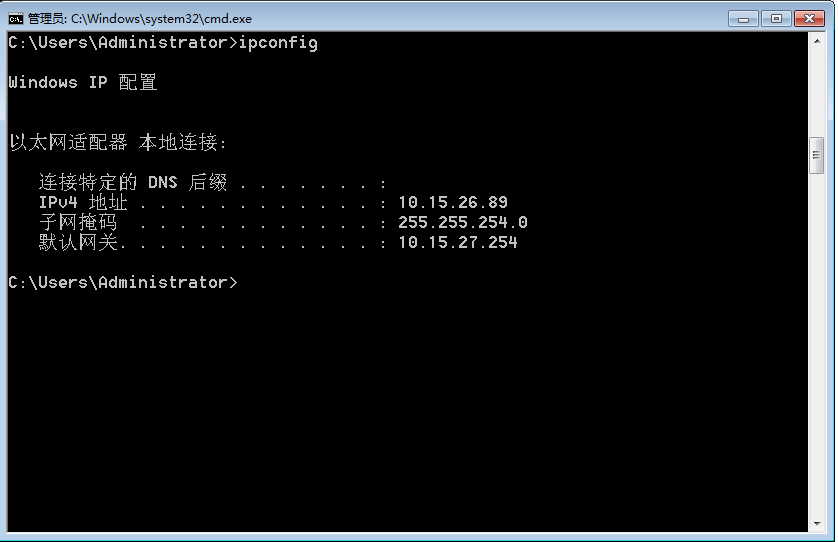 管理员: C:\Windows\system32\cmd.exe
C:\Users\Administrator>ipconfig
Windows IP 配置
以太网适配器 本地连接:
连接特定的 DNS 后缀 . . . . . . . :
IPv4 地址 . . . . . . . . . . . . : 10.15.26.89
子网掩码  . . . . . . . . . . . . : 255.255.254.0
默认网关. . . . . . . . . . . . . : 10.15.27.254
C:\Users\Administrator>